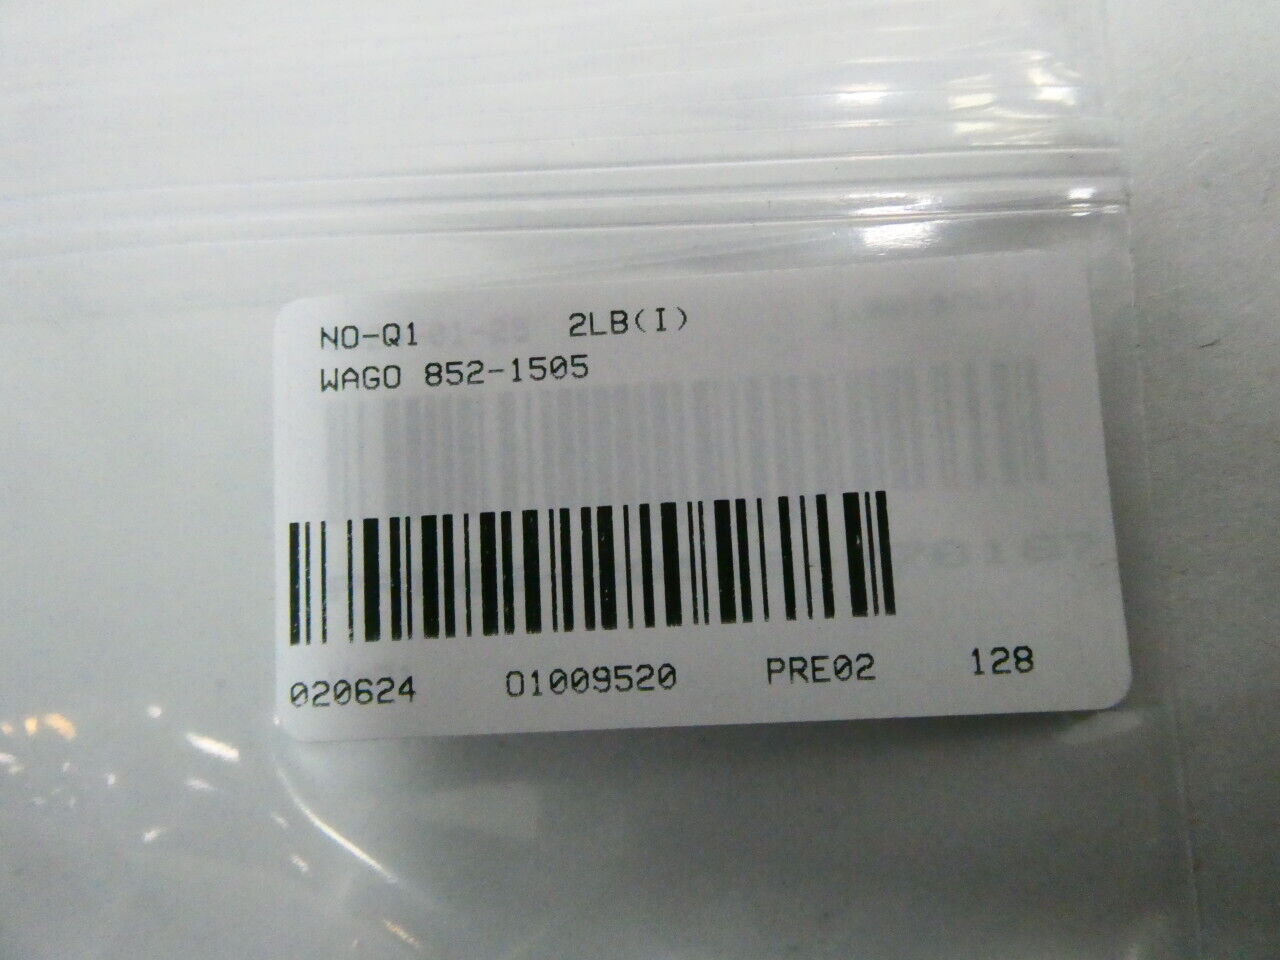 NO-Q1 2LB(I)
WAGO 852-1505
020624 01009520 PRE02 128